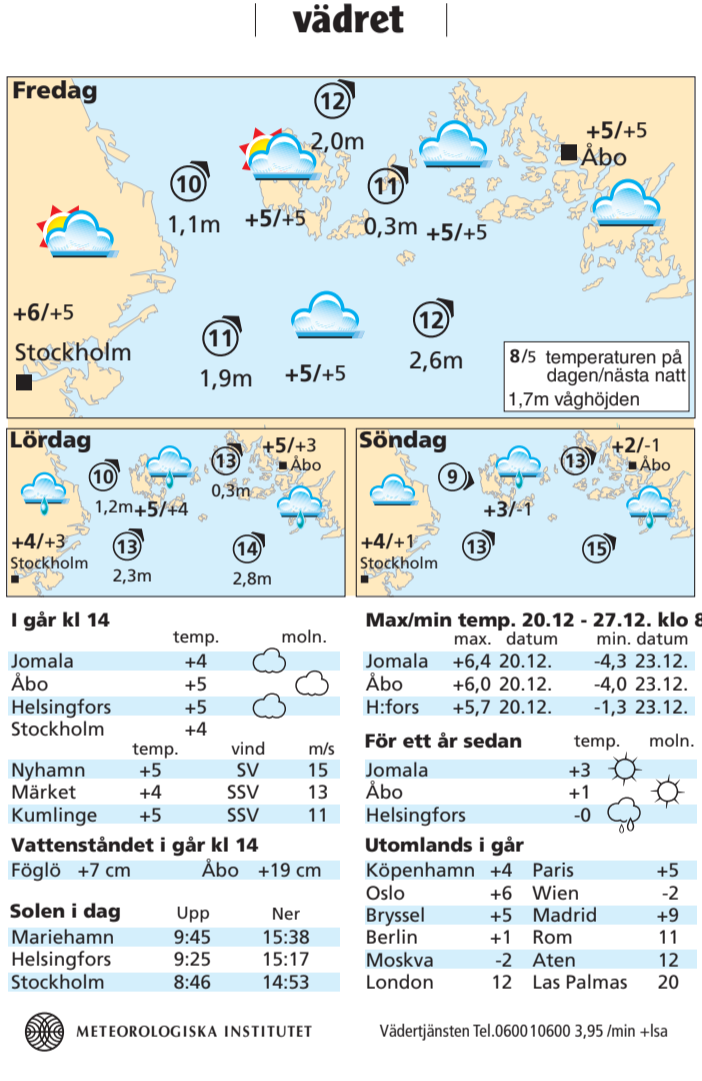 vädret
Fredag
12
2,0m
+5/+5
Åbo
10
1,1m
+5/+5
11
0,3m
+5/+5
+6/+5
Stockholm
11
1,9m
+5/+5
12
2,6m
8/5 temperaturen på
dagen/nästa natt
1,7m våghöjden
Lördag
13
+5/+3
Åbo
10
1,2m
+5/+4
0,3m
+4/+3
Stockholm
13
2,3m
14
2,8m
Söndag
13
+2/-1
Åbo
9
+3/-1
+4/+1
Stockholm
13
15
I går kl 14
temp. moln.
Jomala +4
Åbo +5
Helsingfors +5
Stockholm +4
temp. vind m/s
Nyhamn +5 SV 15
Märket +4 SSV 13
Kumlinge +5 SSV 11
Vattenståndet i går kl 14
Föglö +7 cm Åbo +19 cm
Solen i dag Upp Ner
Mariehamn 9:45 15:38
Helsingfors 9:25 15:17
Stockholm 8:46 14:53
Max/min temp. 20.12 - 27.12. klo 8
max. datum min. datum
Jomala +6,4 20.12. -4,3 23.12.
Åbo +6,0 20.12. -4,0 23.12.
H:fors +5,7 20.12. -1,3 23.12.
För ett år sedan temp. moln.
Jomala +3
Åbo +1
Helsingfors -0
Utomlands i går
Köpenhamn +4 Paris +5
Oslo +6 Wien -2
Bryssel +5 Madrid +9
Berlin +1 Rom 11
Moskva -2 Aten 12
London 12 Las Palmas 20
METEOROLOGISKA INSTITUTET
Vädertjänsten Tel.0600 10600 3,95 /min +lsa